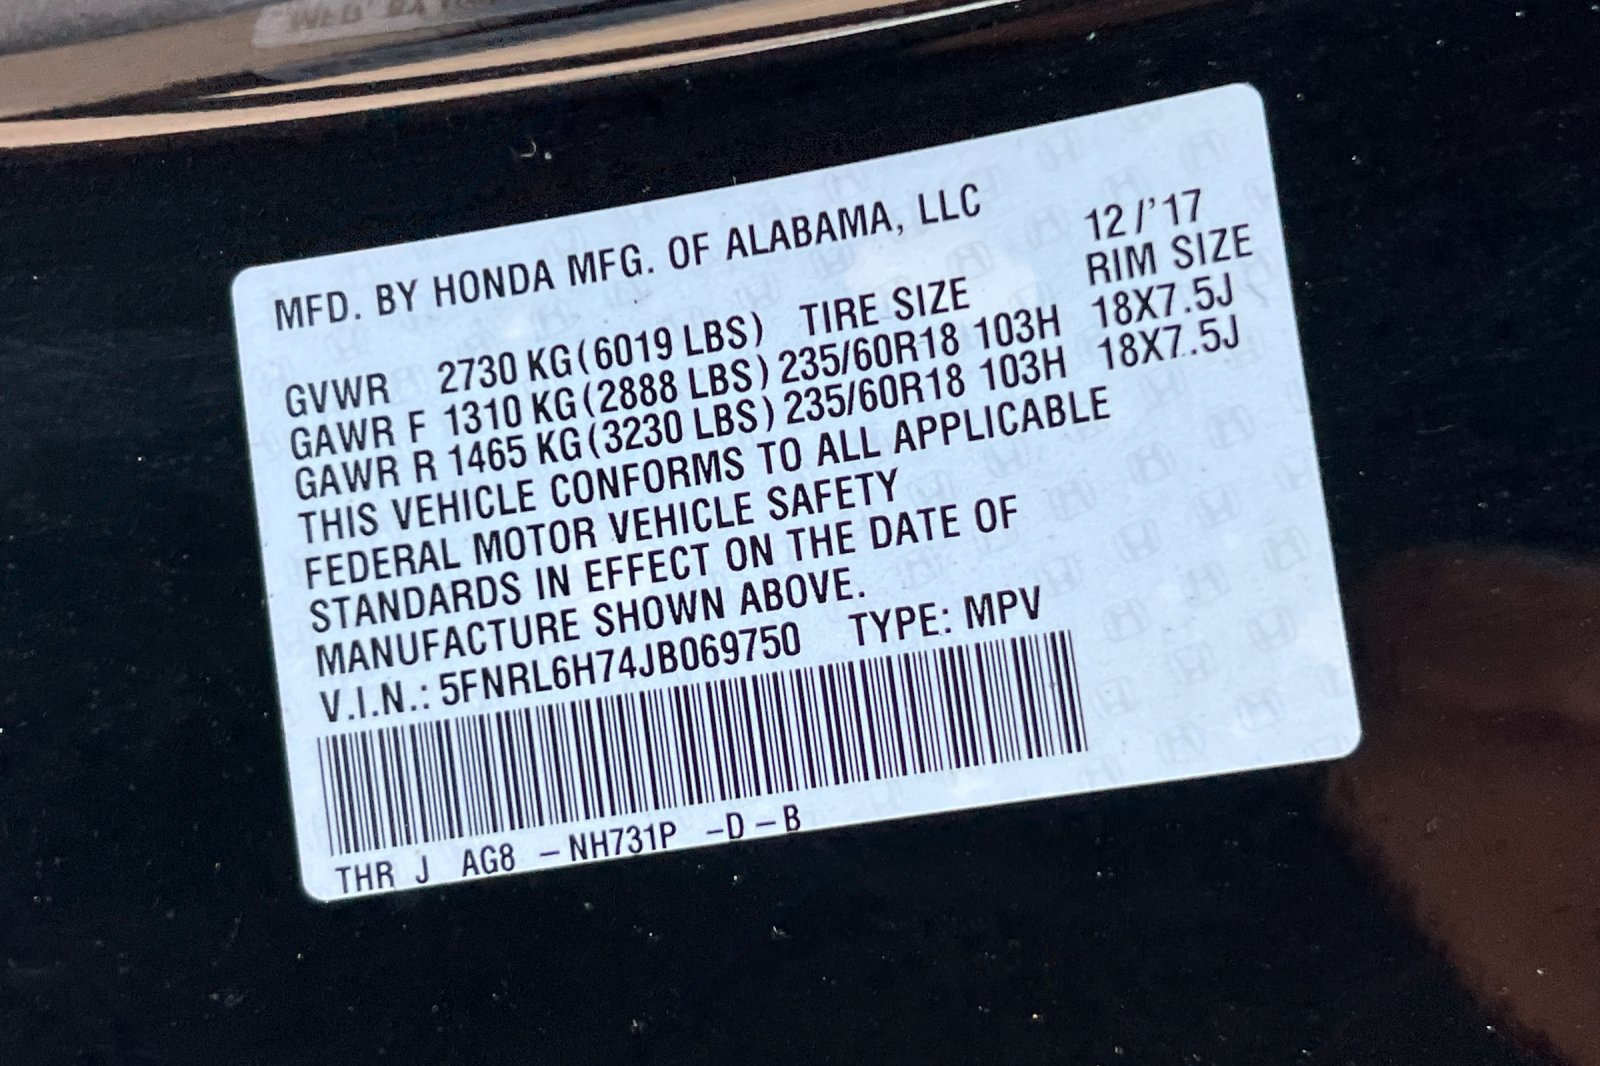 MFD. BY HONDA MFG. OF ALABAMA, LLC 12/'17
TIRE SIZE RIM SIZE
GVWR 2730 KG(6019 LBS)
GAWR F 1310 KG(2888 LBS) 235/60R18 103H 18X7.5J
GAWR R 1465 KG(3230 LBS) 235/60R18 103H 18X7.5J
THIS VEHICLE CONFORMS TO ALL APPLICABLE
FEDERAL MOTOR VEHICLE SAFETY
STANDARDS IN EFFECT ON THE DATE OF
MANUFACTURE SHOWN ABOVE.
V.I.N.: 5FNRL6H74JB069750 TYPE: MPV
THR J AG8 -NH731P -D-B